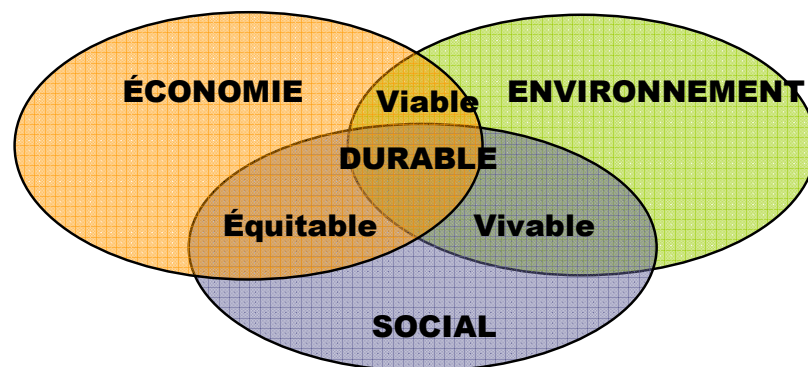 ÉCONOMIE
ENVIRONNEMENT
Viable
DURABLE
Équitable
Vivable
SOCIAL